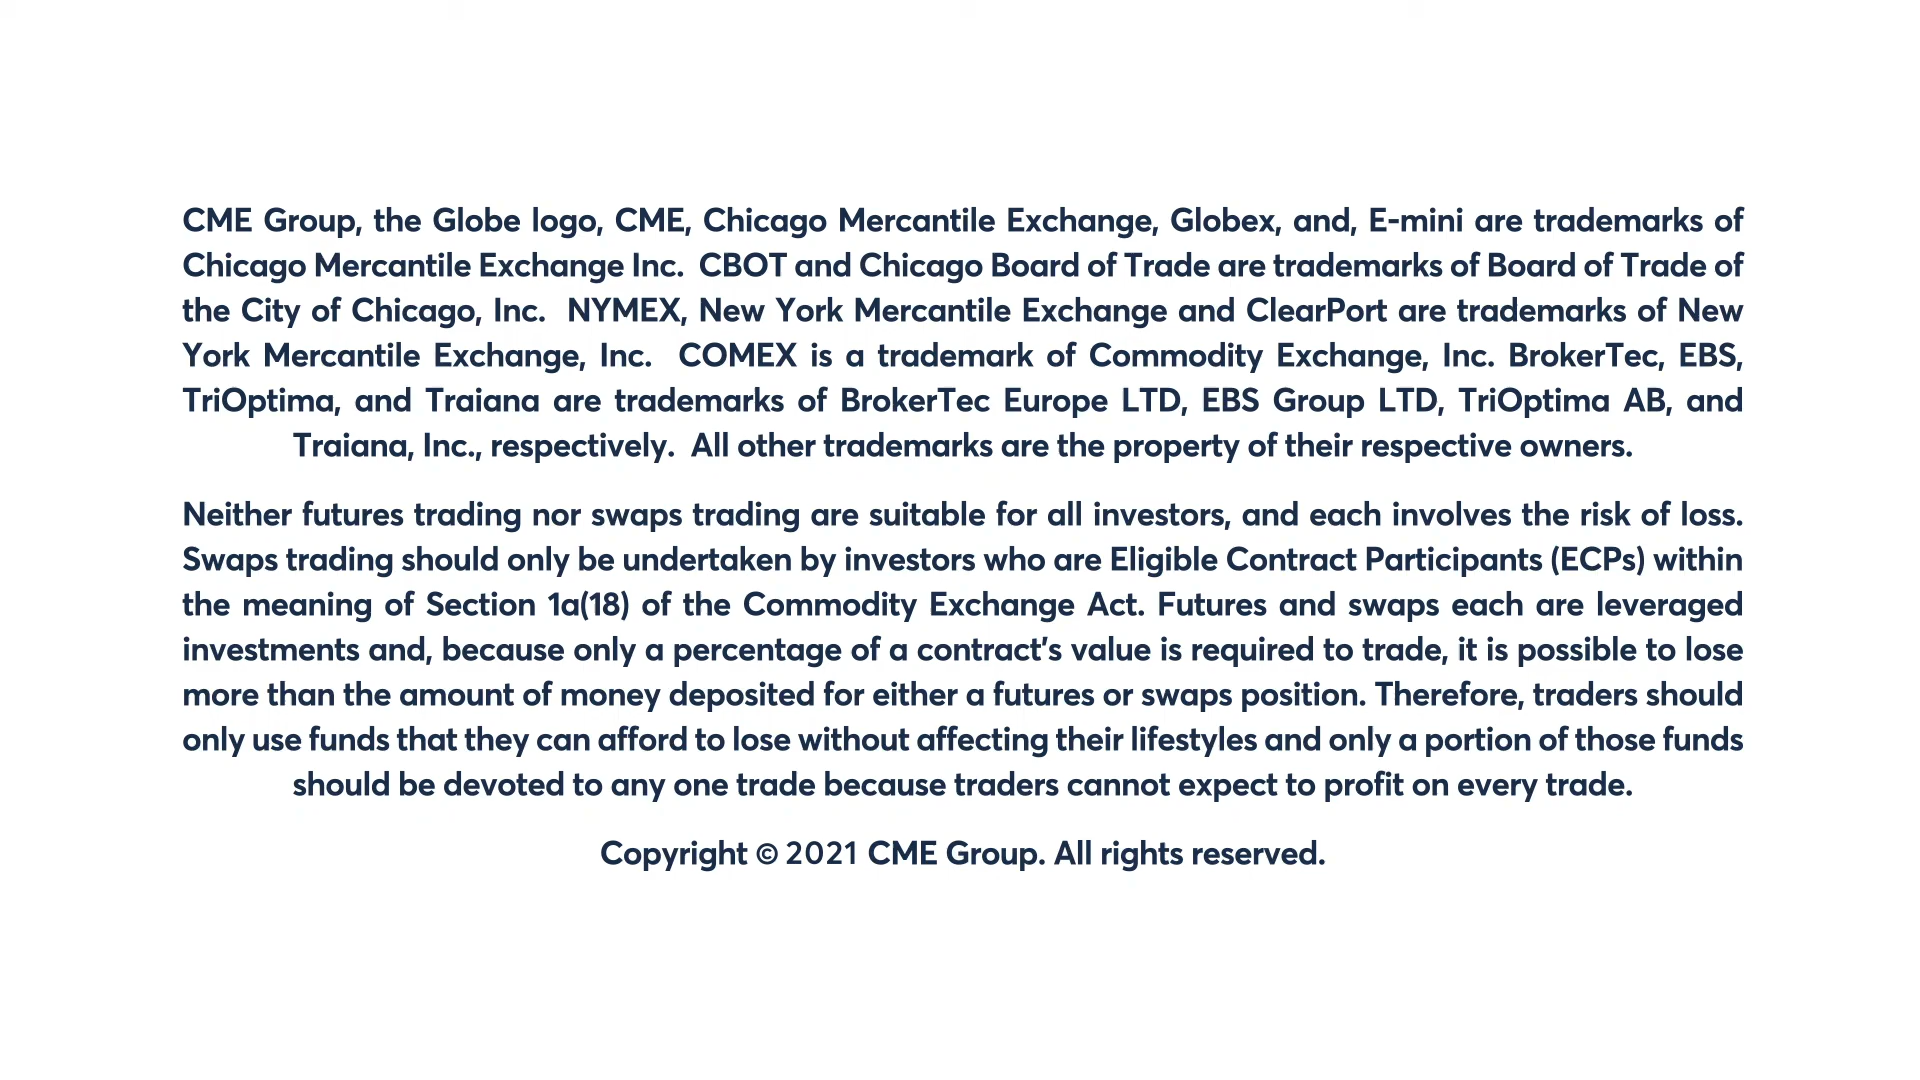 CME Group, the Globe logo, CME, Chicago Mercantile Exchange, Globex, and, E-mini are trademarks of
Chicago Mercantile Exchange Inc.  CBOT and Chicago Board of Trade are trademarks of Board of Trade of
the City of Chicago, Inc.  NYMEX, New York Mercantile Exchange and ClearPort are trademarks of New
York Mercantile Exchange, Inc.  COMEX is a trademark of Commodity Exchange, Inc. BrokerTec, EBS,
TriOptima, and Traiana are trademarks of BrokerTec Europe LTD, EBS Group LTD, TriOptima AB, and
Traiana, Inc., respectively.  All other trademarks are the property of their respective owners.
Neither futures trading nor swaps trading are suitable for all investors, and each involves the risk of loss.
Swaps trading should only be undertaken by investors who are Eligible Contract Participants (ECPs) within
the meaning of Section 1a(18) of the Commodity Exchange Act. Futures and swaps each are leveraged
investments and, because only a percentage of a contract's value is required to trade, it is possible to lose
more than the amount of money deposited for either a futures or swaps position. Therefore, traders should
only use funds that they can afford to lose without affecting their lifestyles and only a portion of those funds
should be devoted to any one trade because traders cannot expect to profit on every trade.
Copyright © 2021 CME Group. All rights reserved.